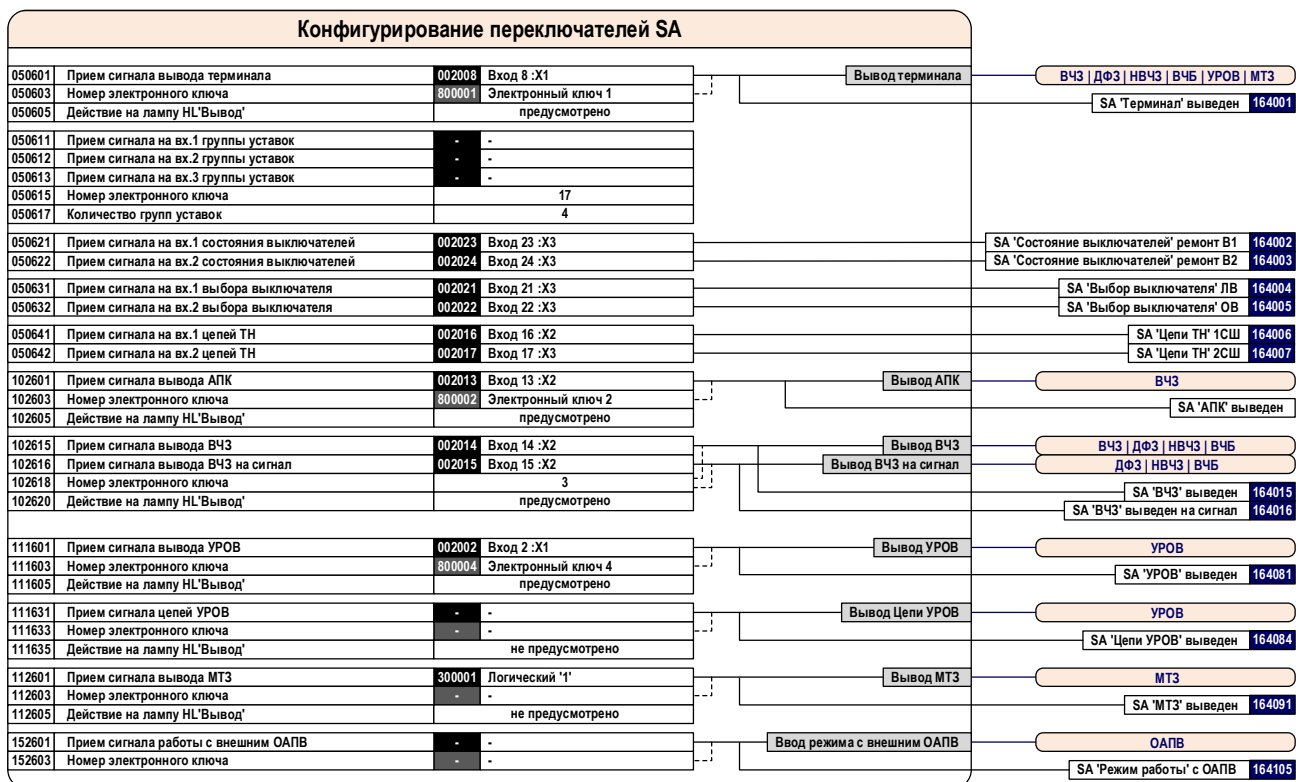 Конфигурирование переключателей SA
050601 Прием сигнала вывода терминала 002008 Вход 8 :X1 Вывод терминала ВЧЗ | ДФЗ | НВЧЗ | ВЧБ | УРОВ | МТЗ
050603 Номер электронного ключа 800001 Электронный ключ 1
SA 'Терминал' выведен 164001
050605 Действие на лампу HL'Вывод' предусмотрено
050611 Прием сигнала на вх.1 группы уставок - -
050612 Прием сигнала на вх.2 группы уставок - -
050613 Прием сигнала на вх.3 группы уставок - -
050615 Номер электронного ключа 17
050617 Количество групп уставок 4
050621 Прием сигнала на вх.1 состояния выключателей 002023 Вход 23 :X3 SA 'Состояние выключателей' ремонт В1 164002
050622 Прием сигнала на вх.2 состояния выключателей 002024 Вход 24 :X3 SA 'Состояние выключателей' ремонт В2 164003
050631 Прием сигнала на вх.1 выбора выключателя 002021 Вход 21 :X3 SA 'Выбор выключателя' ЛВ 164004
050632 Прием сигнала на вх.2 выбора выключателя 002022 Вход 22 :X3 SA 'Выбор выключателя' ОВ 164005
050641 Прием сигнала на вх.1 цепей ТН 002016 Вход 16 :X2 SA 'Цепи ТН' 1СШ 164006
050642 Прием сигнала на вх.2 цепей ТН 002017 Вход 17 :X3 SA 'Цепи ТН' 2СШ 164007
102601 Прием сигнала вывода АПК 002013 Вход 13 :X2 Вывод АПК ВЧЗ
102603 Номер электронного ключа 800002 Электронный ключ 2
SA 'АПК' выведен
102605 Действие на лампу HL'Вывод' предусмотрено
102615 Прием сигнала вывода ВЧЗ 002014 Вход 14 :X2 Вывод ВЧЗ ВЧЗ | ДФЗ | НВЧЗ | ВЧБ
102616 Прием сигнала вывода ВЧЗ на сигнал 002015 Вход 15 :X2 Вывод ВЧЗ на сигнал ДФЗ | НВЧЗ | ВЧБ
102618 Номер электронного ключа 3
SA 'ВЧЗ' выведен 164015
102620 Действие на лампу HL'Вывод' предусмотрено
SA 'ВЧЗ' выведен на сигнал 164016
111601 Прием сигнала вывода УРОВ 002002 Вход 2 :X1 Вывод УРОВ УРОВ
111603 Номер электронного ключа 800004 Электронный ключ 4
SA 'УРОВ' выведен 164081
111605 Действие на лампу HL'Вывод' предусмотрено
111631 Прием сигнала цепей УРОВ - - Вывод Цепи УРОВ УРОВ
111633 Номер электронного ключа - -
SA 'Цепи УРОВ' выведен 164084
111635 Действие на лампу HL'Вывод' не предусмотрено
112601 Прием сигнала вывода МТЗ 300001 Логический '1' Вывод МТЗ МТЗ
112603 Номер электронного ключа - -
SA 'МТЗ' выведен 164091
112605 Действие на лампу HL'Вывод' не предусмотрено
152601 Прием сигнала работы с внешним ОАПВ - - Ввод режима с внешним ОАПВ ОАПВ
152603 Номер электронного ключа - -
SA 'Режим работы' с ОАПВ 164105